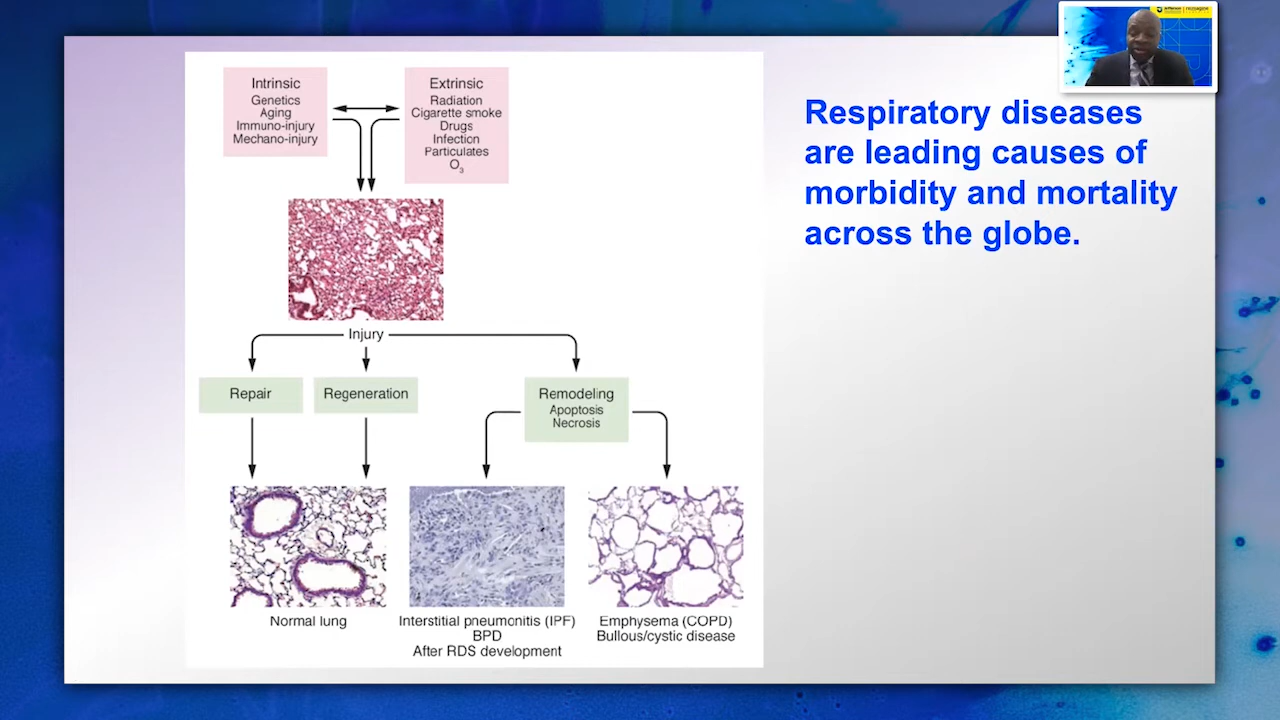 Intrinsic
Genetics
Aging
Immuno-injury
Mechano-injury
Extrinsic
Radiation
Cigarette smoke
Drugs
Infection
Particulates
O3
Injury
Repair
Regeneration
Remodeling
Apoptosis
Necrosis
Normal lung
Interstitial pneumonitis (IPF)
BPD
After RDS development
Emphysema (COPD)
Bullous/cystic disease
Respiratory diseases
are leading causes of
morbidity and mortality
across the globe.
Jefferson